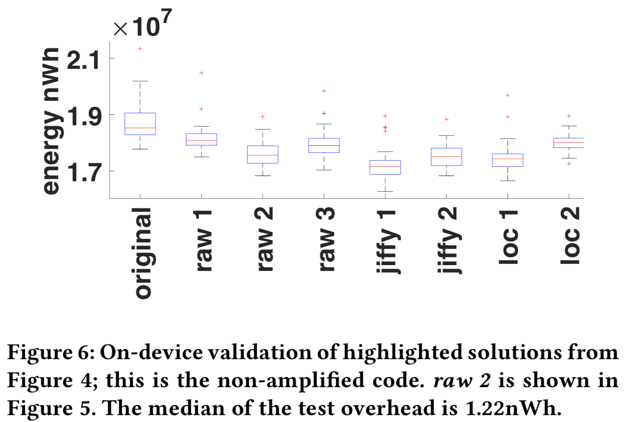 ×10⁷
energy nWh
2.1
1.9
1.7
original
raw 1
raw 2
raw 3
jiffy 1
jiffy 2
loc 1
loc 2
Figure 6: On-device validation of highlighted solutions from
Figure 4; this is the non-amplified code. raw 2 is shown in
Figure 5. The median of the test overhead is 1.22nWh.